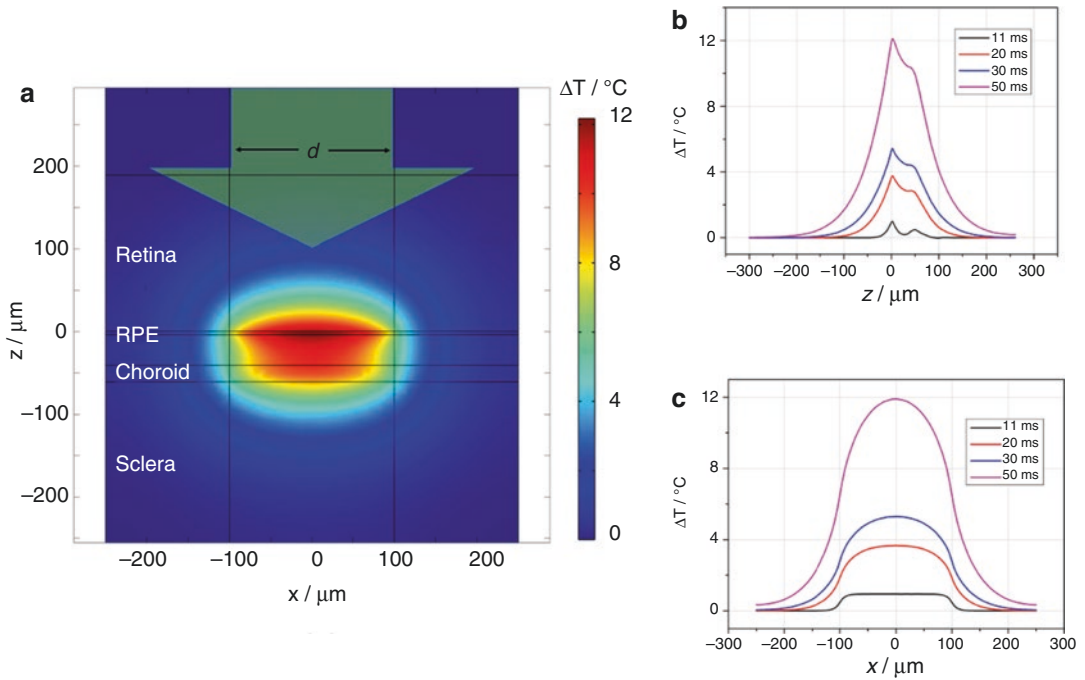 a
ΔT / °C
12
8
4
0
d
200
100
0
−100
−200
z / μm
Retina
RPE
Choroid
Sclera
−200
−100
0
100
200
x / μm
b
12
8
4
0
ΔT / °C
11 ms
20 ms
30 ms
50 ms
−300
−200
−100
0
100
200
300
z / μm
c
12
8
4
0
ΔT / °C
11 ms
20 ms
30 ms
50 ms
−300
−200
−100
0
100
200
300
x / μm